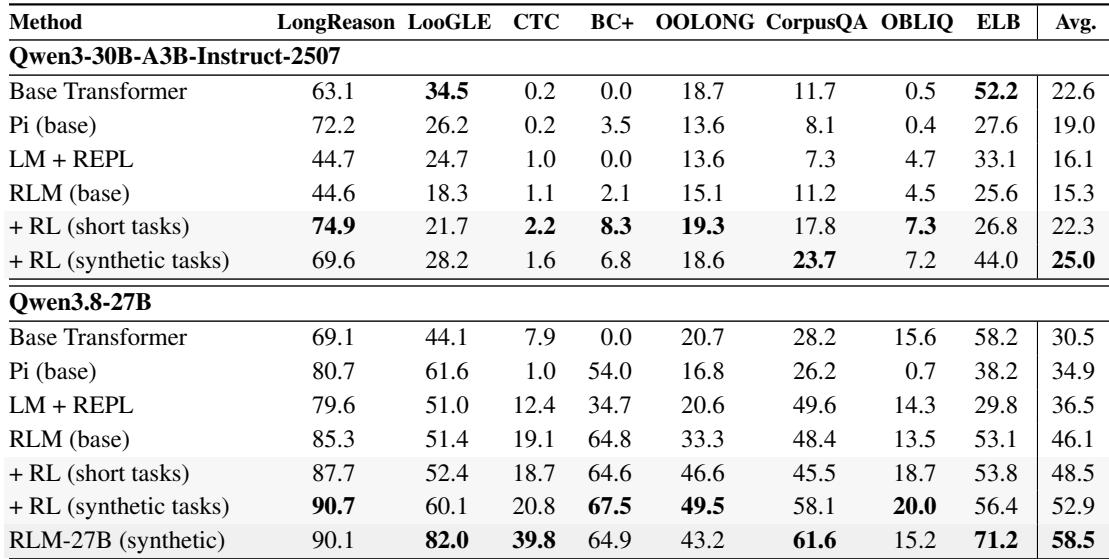 Method LongReason LooGLE CTC BC+ OOLONG CorpusQA OBLIQ ELB Avg.
Qwen3-30B-A3B-Instruct-2507
Base Transformer 63.1 34.5 0.2 0.0 18.7 11.7 0.5 52.2 22.6
Pi (base) 72.2 26.2 0.2 3.5 13.6 8.1 0.4 27.6 19.0
LM + REPL 44.7 24.7 1.0 0.0 13.6 7.3 4.7 33.1 16.1
RLM (base) 44.6 18.3 1.1 2.1 15.1 11.2 4.5 25.6 15.3
+ RL (short tasks) 74.9 21.7 2.2 8.3 19.3 17.8 7.3 26.8 22.3
+ RL (synthetic tasks) 69.6 28.2 1.6 6.8 18.6 23.7 7.2 44.0 25.0
Qwen3.8-27B
Base Transformer 69.1 44.1 7.9 0.0 20.7 28.2 15.6 58.2 30.5
Pi (base) 80.7 61.6 1.0 54.0 16.8 26.2 0.7 38.2 34.9
LM + REPL 79.6 51.0 12.4 34.7 20.6 49.6 14.3 29.8 36.5
RLM (base) 85.3 51.4 19.1 64.8 33.3 48.4 13.5 53.1 46.1
+ RL (short tasks) 87.7 52.4 18.7 64.6 46.6 45.5 18.7 53.8 48.5
+ RL (synthetic tasks) 90.7 60.1 20.8 67.5 49.5 58.1 20.0 56.4 52.9
RLM-27B (synthetic) 90.1 82.0 39.8 64.9 43.2 61.6 15.2 71.2 58.5